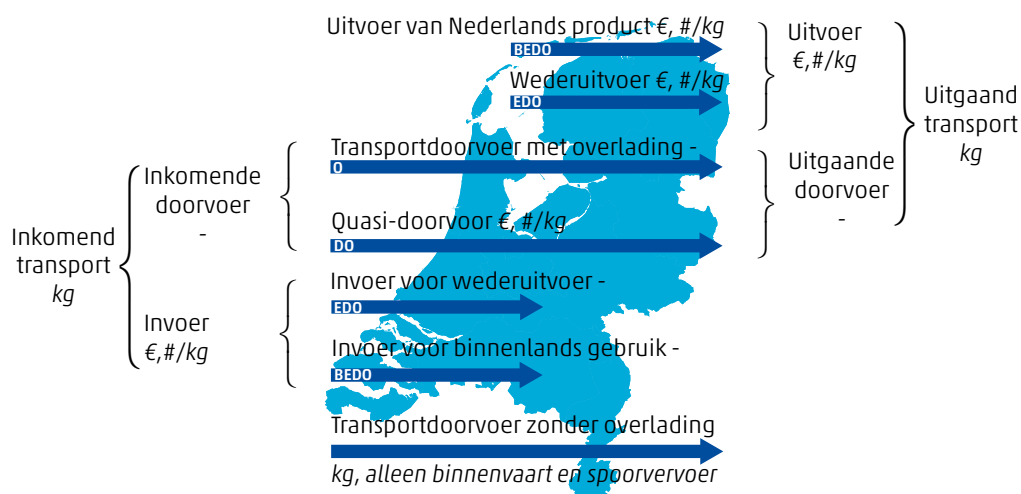 Uitvoer van Nederlands product €, #/kg
BEDO
Wederuitvoer €, #/kg
EDO
Uitvoer
€,#/kg
Uitgaand
transport
kg
Transportdoorvoer met overlading -
O
Quasi-doorvoor €, #/kg
DO
Uitgaande
doorvoer
-
Inkomend
transport
kg
Inkomende
doorvoer
-
Invoer
€,#/kg
Invoer voor wederuitvoer -
EDO
Invoer voor binnenlands gebruik -
BEDO
Transportdoorvoer zonder overlading
kg, alleen binnenvaart en spoorvervoer